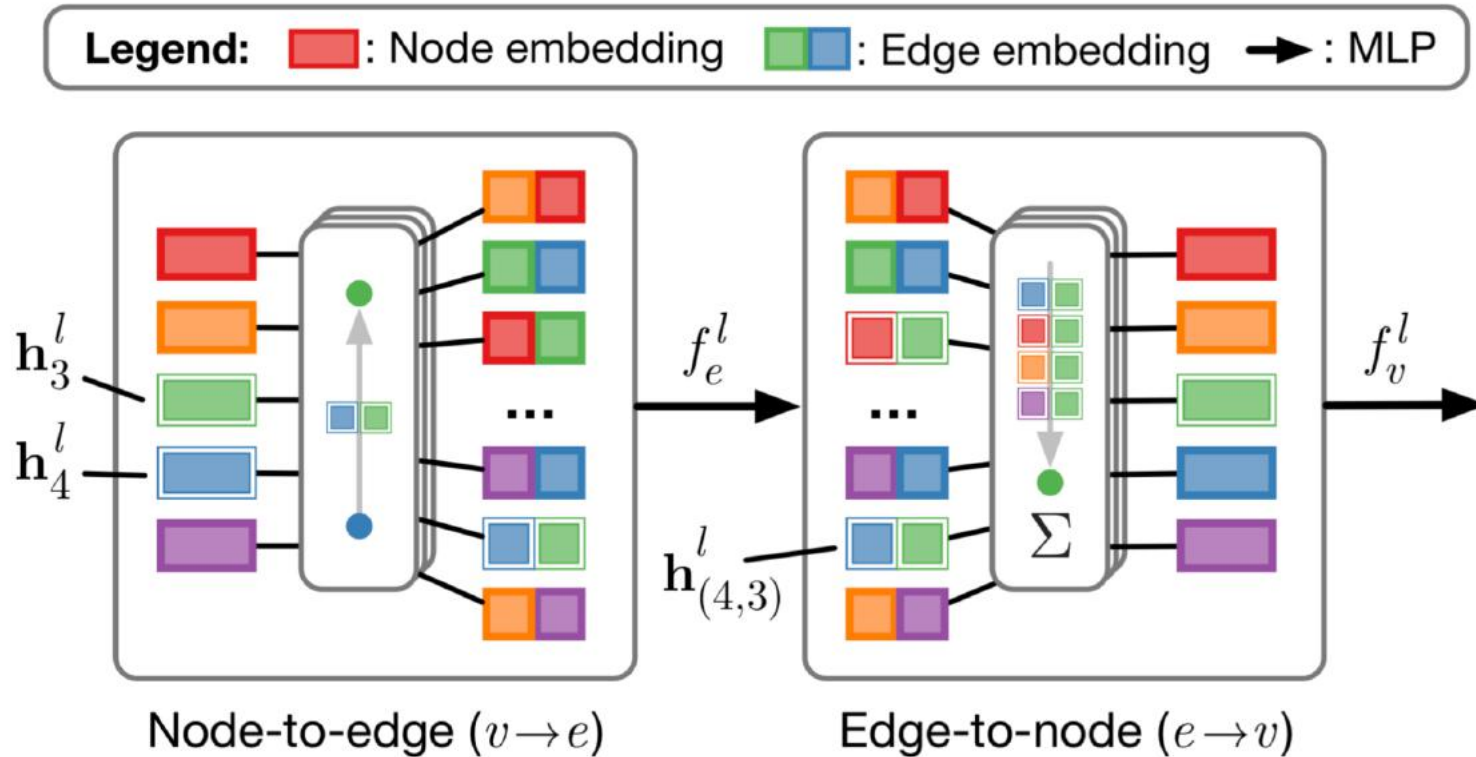 Legend: : Node embedding : Edge embedding : MLP
h_3^l
h_4^l
...
f_e^l
...
h_{(4,3)}^l
Σ
f_v^l
Node-to-edge (v→e)
Edge-to-node (e→v)